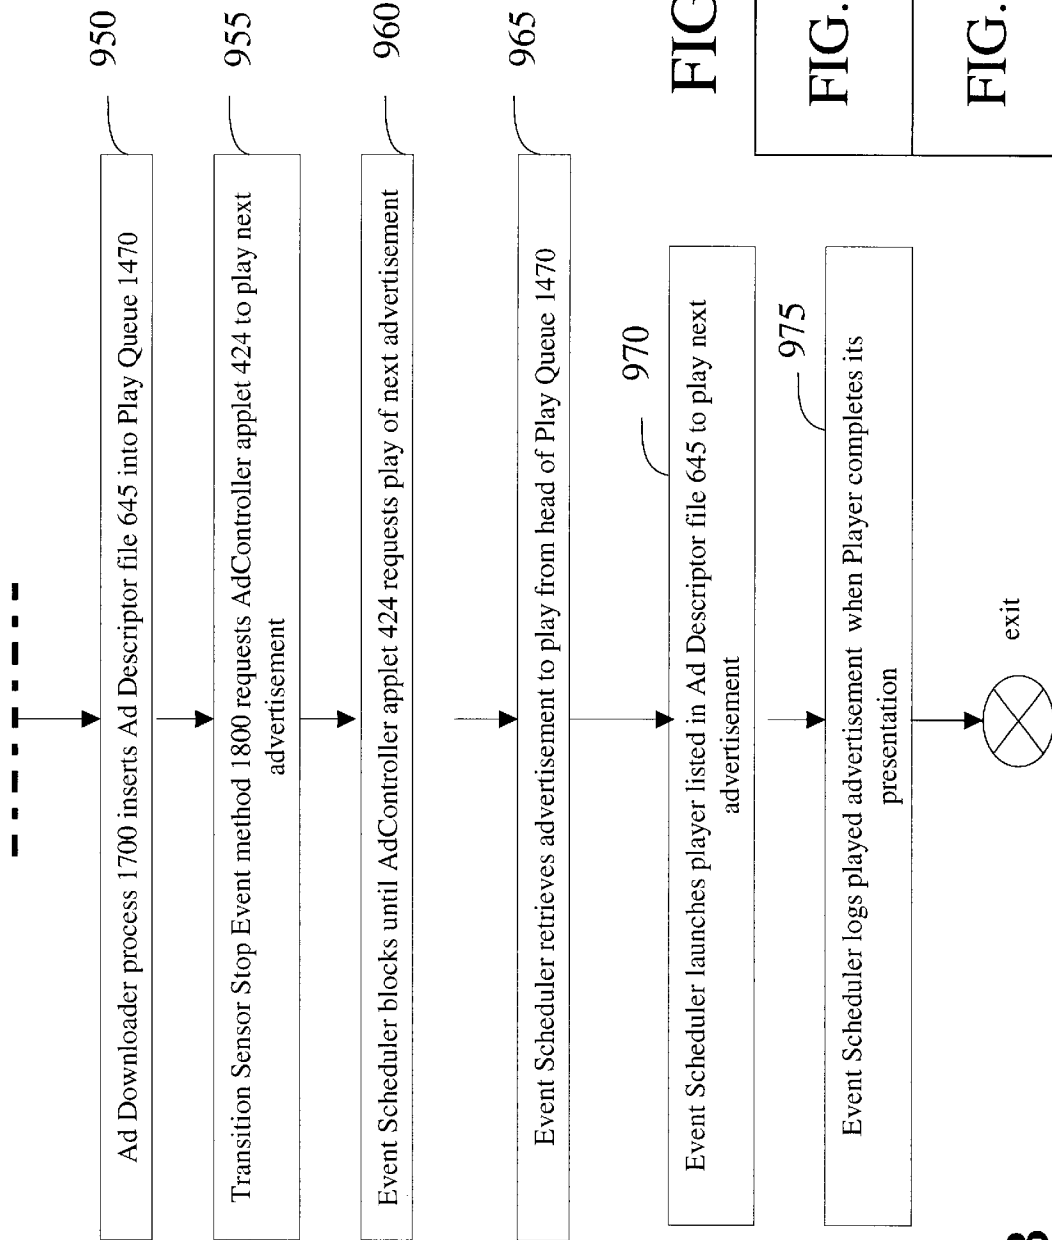 950
Ad Downloader process 1700 inserts Ad Descriptor file 645 into Play Queue 1470
955
Transition Sensor Stop Event method 1800 requests AdController applet 424 to play next
advertisement
960
Event Scheduler blocks until AdController applet 424 requests play of next advertisement
965
Event Scheduler retrieves advertisement to play from head of Play Queue 1470
970
Event Scheduler launches player listed in Ad Descriptor file 645 to play next
advertisement
975
Event Scheduler logs played advertisement when Player completes its
presentation
exit
FIG
FIG.
FIG.